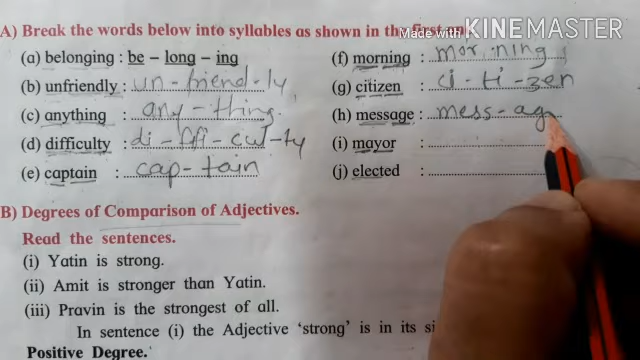 Made with KINEMASTER
A) Break the words below into syllables as shown in the first
(a) belonging : be – long – ing (f) morning : mor - ning
(b) unfriendly : un - friend - ly (g) citizen : ci - ti - zen
(c) anything : any - thing (h) message : mess - ag
(d) difficulty : di - ffi - cul - ty (i) mayor :
(e) captain : cap - tain (j) elected :
B) Degrees of Comparison of Adjectives.
Read the sentences.
(i) Yatin is strong.
(ii) Amit is stronger than Yatin.
(iii) Pravin is the strongest of all.
In sentence (i) the Adjective 'strong' is in its si
Positive Degree.